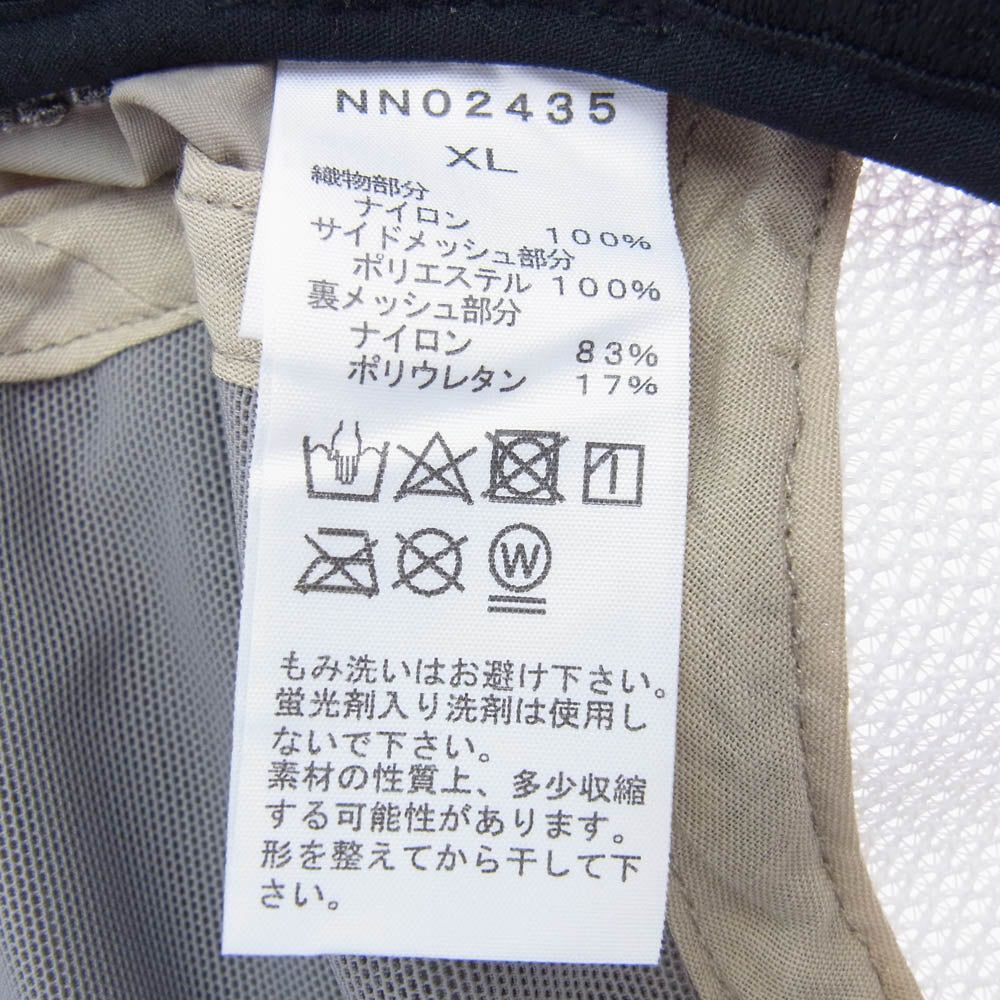 NN02435
XL
織物部分
ナイロン 100%
サイドメッシュ部分
ポリエステル 100%
裏メッシュ部分
ナイロン 83%
ポリウレタン 17%
W
もみ洗いはお避け下さい。
蛍光剤入り洗剤は使用し
ないで下さい。
素材の性質上、多少収縮
する可能性があります。
形を整えてから干して下
さい。